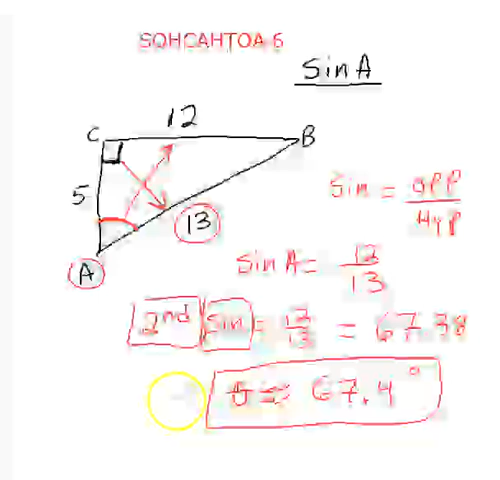 SOHCAHTOA 6
Sin A
12
C
B
5
13
A
Sin = OPP
Hyp
Sin A = 12
13
2nd Sin = 12 = 67.38
13
θ ≈ 67.4°